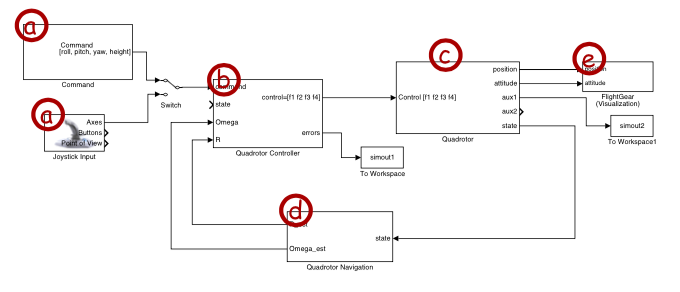 a
Command
[roll, pitch, yaw, height]
Command
a
Axes
Buttons
Point of View
Joystick Input
Switch
b
command
state
Omega
R
control=[f1 f2 f3 f4]
errors
Quadrotor Controller
simout1
To Workspace
c
Control [f1 f2 f3 f4]
position
attitude
aux1
aux2
state
Quadrotor
e
position
attitude
FlightGear
(Visualization)
simout2
To Workspace1
d
Omega_est
state
Quadrotor Navigation